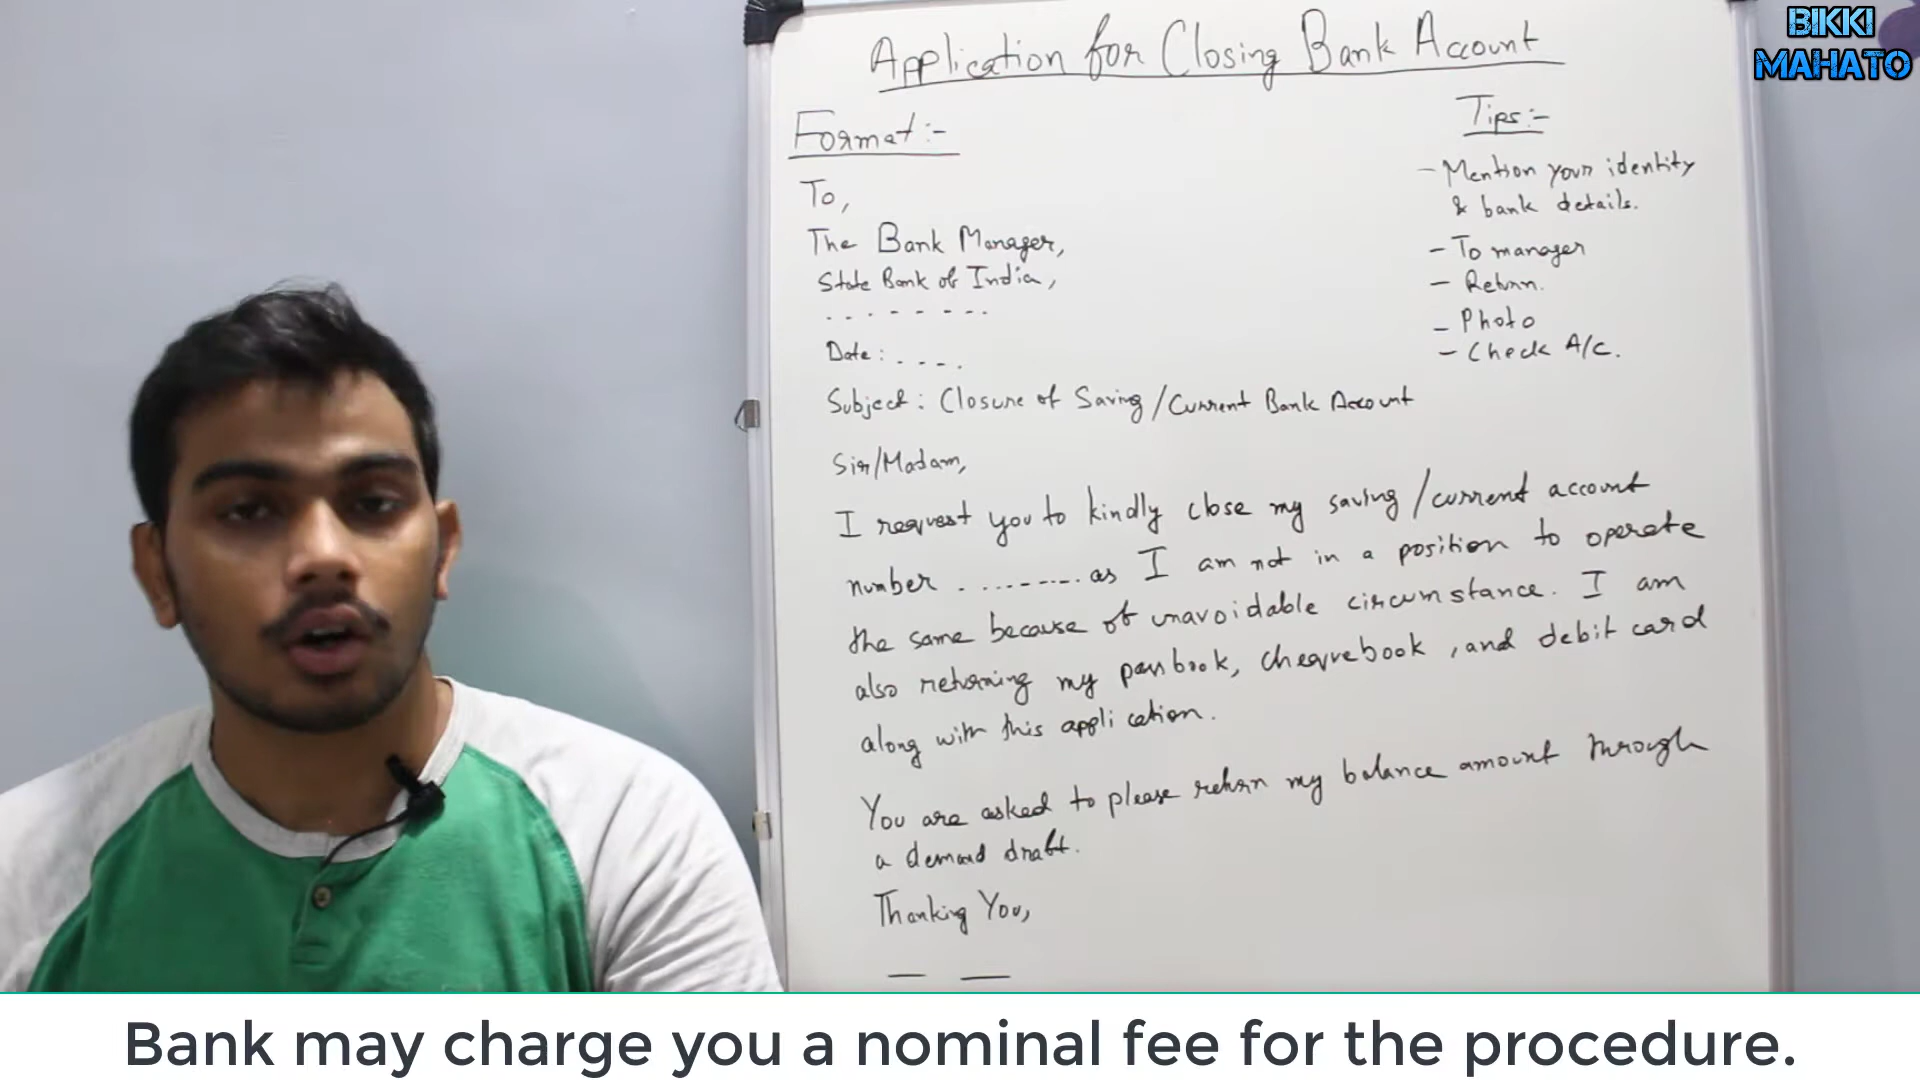 BIKKI
MAHATO
Application for Closing Bank Account
Format:-
To,
The Bank Manager,
State Bank of India,
- - - - - - - -
Date: - - - -
Subject: Closure of Saving/Current Bank Account
Sir/Madam,
I request you to kindly close my saving/current account
number - - - - - - - - as I am not in a position to operate
the same because of unavoidable circumstance. I am
also returning my passbook, chequebook, and debit card
along with this application.
You are asked to please return my balance amount through
a demand draft.
Thanking You,
Tips:-
- Mention your identity
& bank details.
- To manager
- Return.
- Photo
- Check A/C.
Bank may charge you a nominal fee for the procedure.